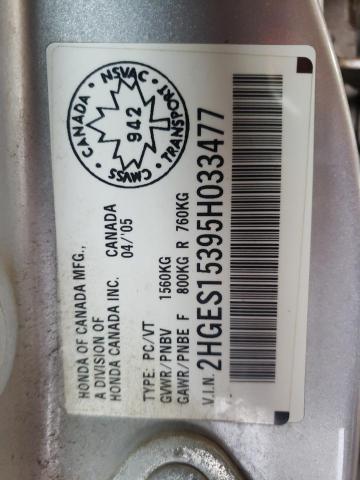 HONDA OF CANADA MFG.,
A DIVISION OF CANADA
HONDA CANADA INC. 04/'05
TYPE: PC/VT
GVWR/PNBV 1560KG
GAWR/PNBE F 800KG R 760KG
V.I.N. 2HGES15395H033477
CANADA · NSVAC · TRANSPORT · CMVSS ·
942